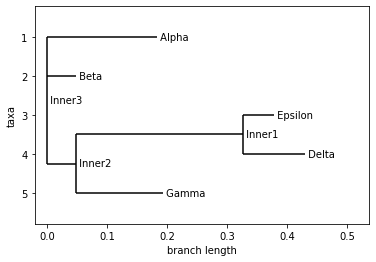 1
Alpha
2
Beta
Inner3
taxa
3
Epsilon
Inner1
4
Delta
Inner2
5
Gamma
0.0 0.1 0.2 0.3 0.4 0.5
branch length